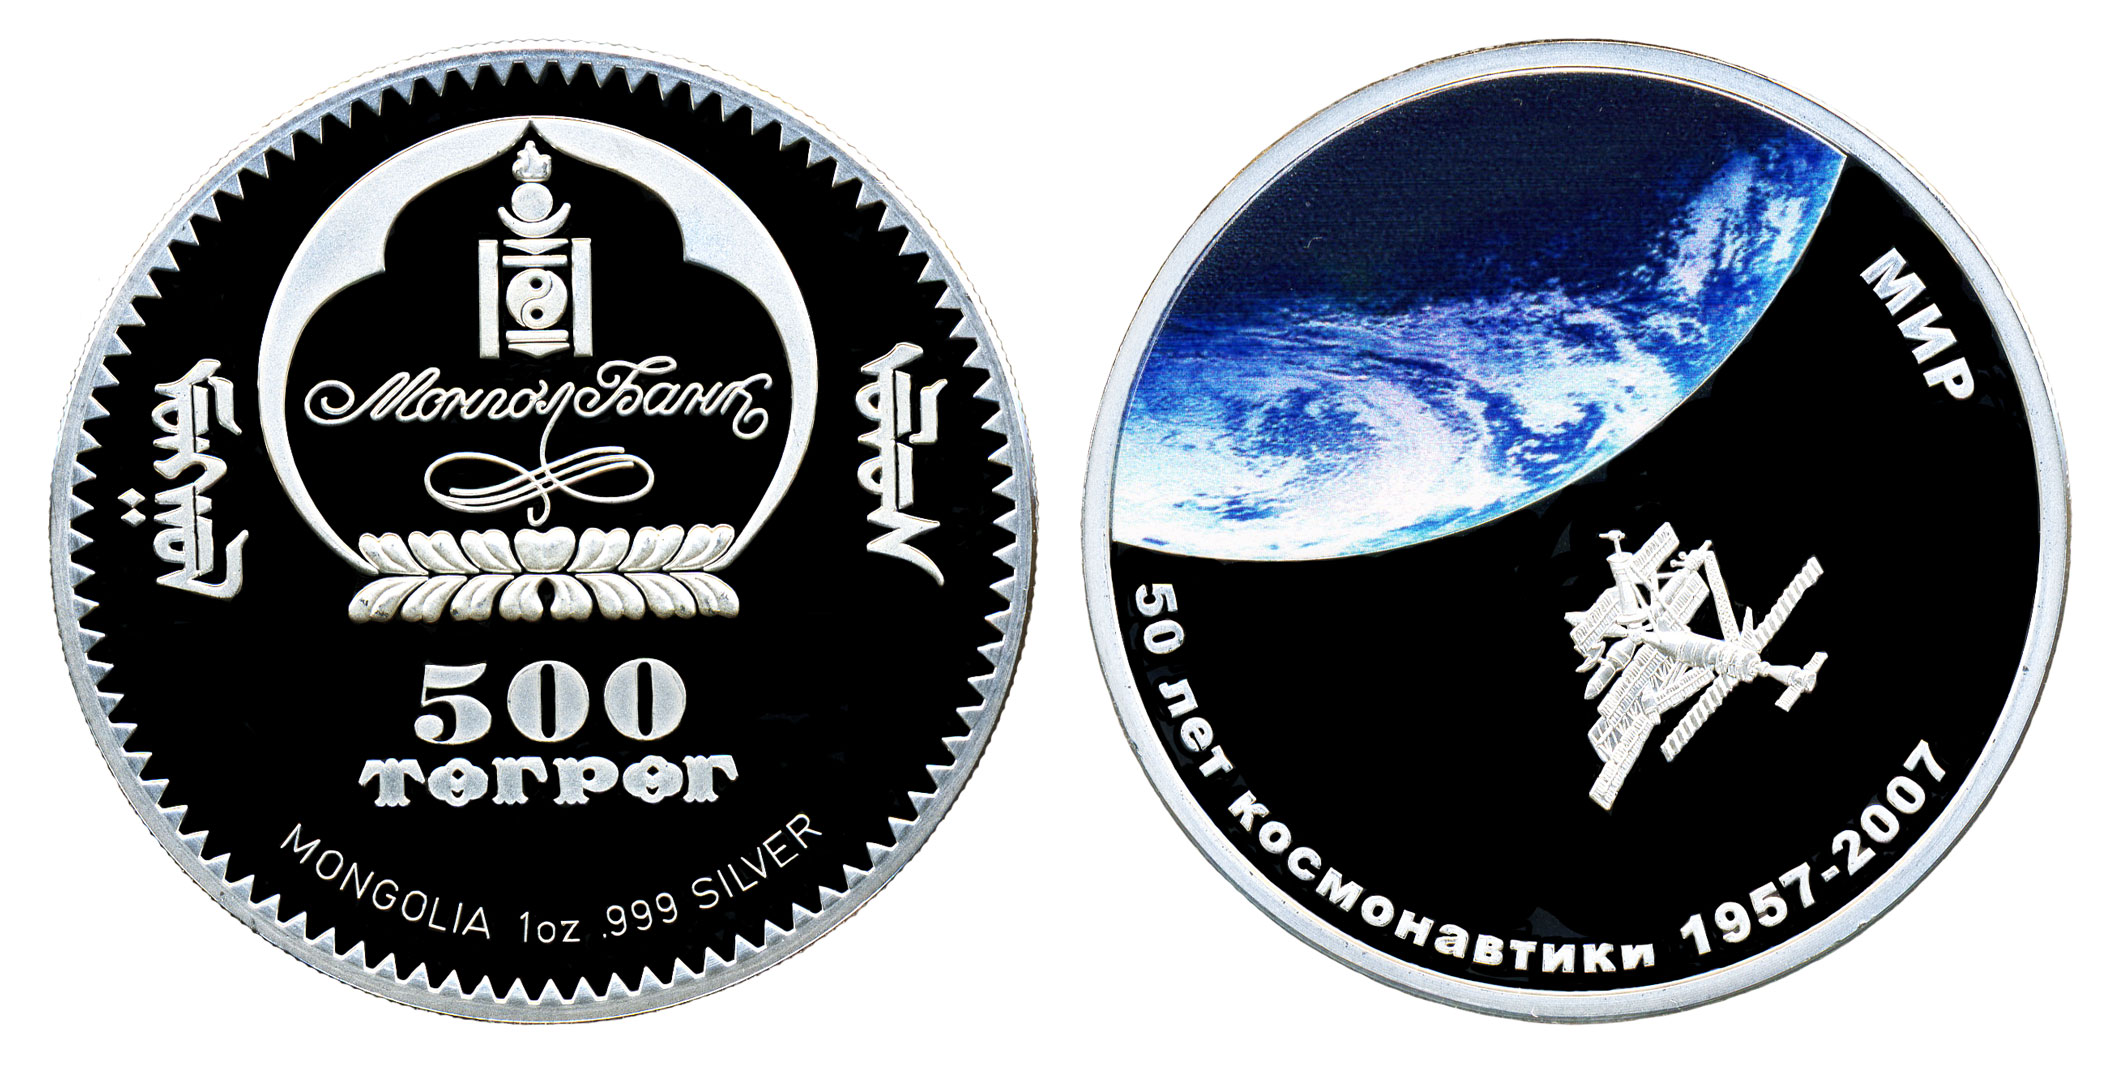 Монгол Банк
500
ТӨГРӨГ
MONGOLIA 1oz .999 SILVER
МИР
50 лет космонавтики 1957-2007